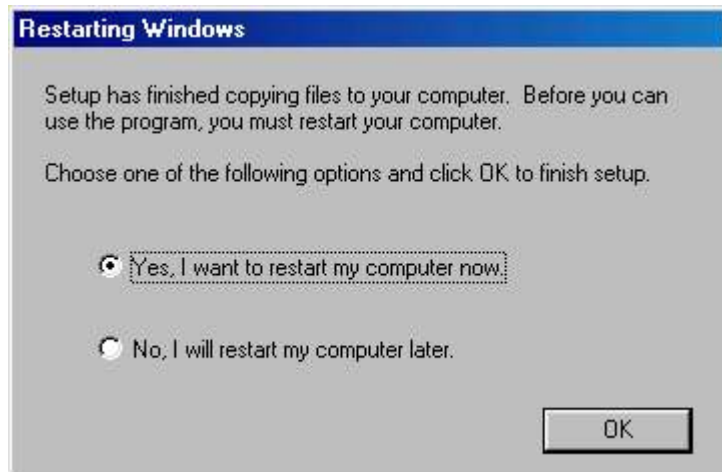 Restarting Windows
Setup has finished copying files to your computer.  Before you can
use the program, you must restart your computer.
Choose one of the following options and click OK to finish setup.
Yes, I want to restart my computer now.
No, I will restart my computer later.
OK